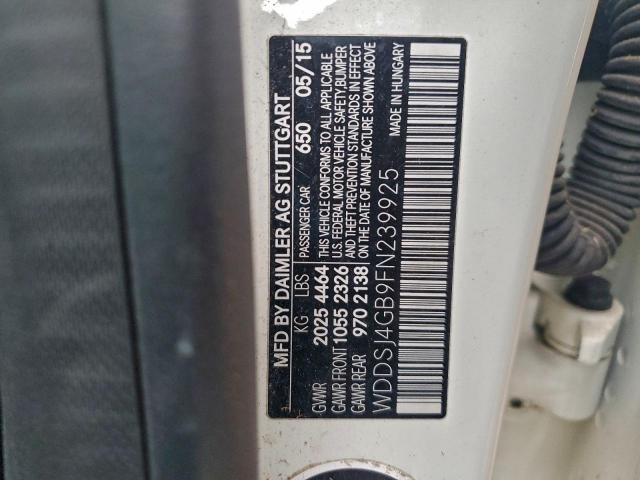 MFD BY DAIMLER AG STUTTGART
KG / LBS PASSENGER CAR / 650 05/15
GVWR 2025 4464 THIS VEHICLE CONFORMS TO ALL APPLICABLE
GAWR FRONT 1055 2326 U.S. FEDERAL MOTOR VEHICLE SAFETY,BUMPER
GAWR REAR 970 2138 AND THEFT PREVENTION STANDARDS IN EFFECT
ON THE DATE OF MANUFACTURE SHOWN ABOVE
WDDSJ4GB9FN239925 MADE IN HUNGARY